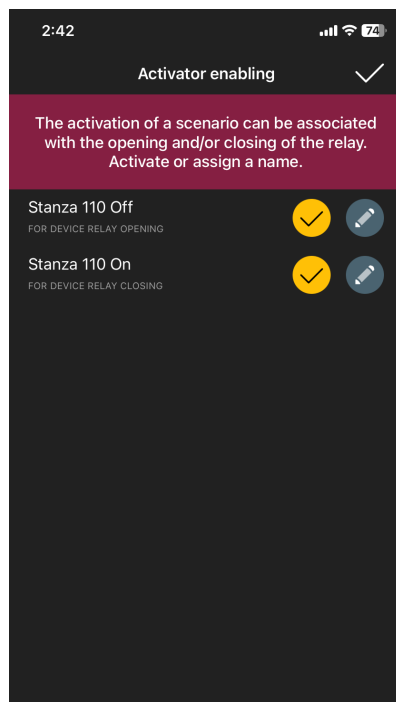 2:42
74
Activator enabling
The activation of a scenario can be associated
with the opening and/or closing of the relay.
Activate or assign a name.
Stanza 110 Off
FOR DEVICE RELAY OPENING
Stanza 110 On
FOR DEVICE RELAY CLOSING